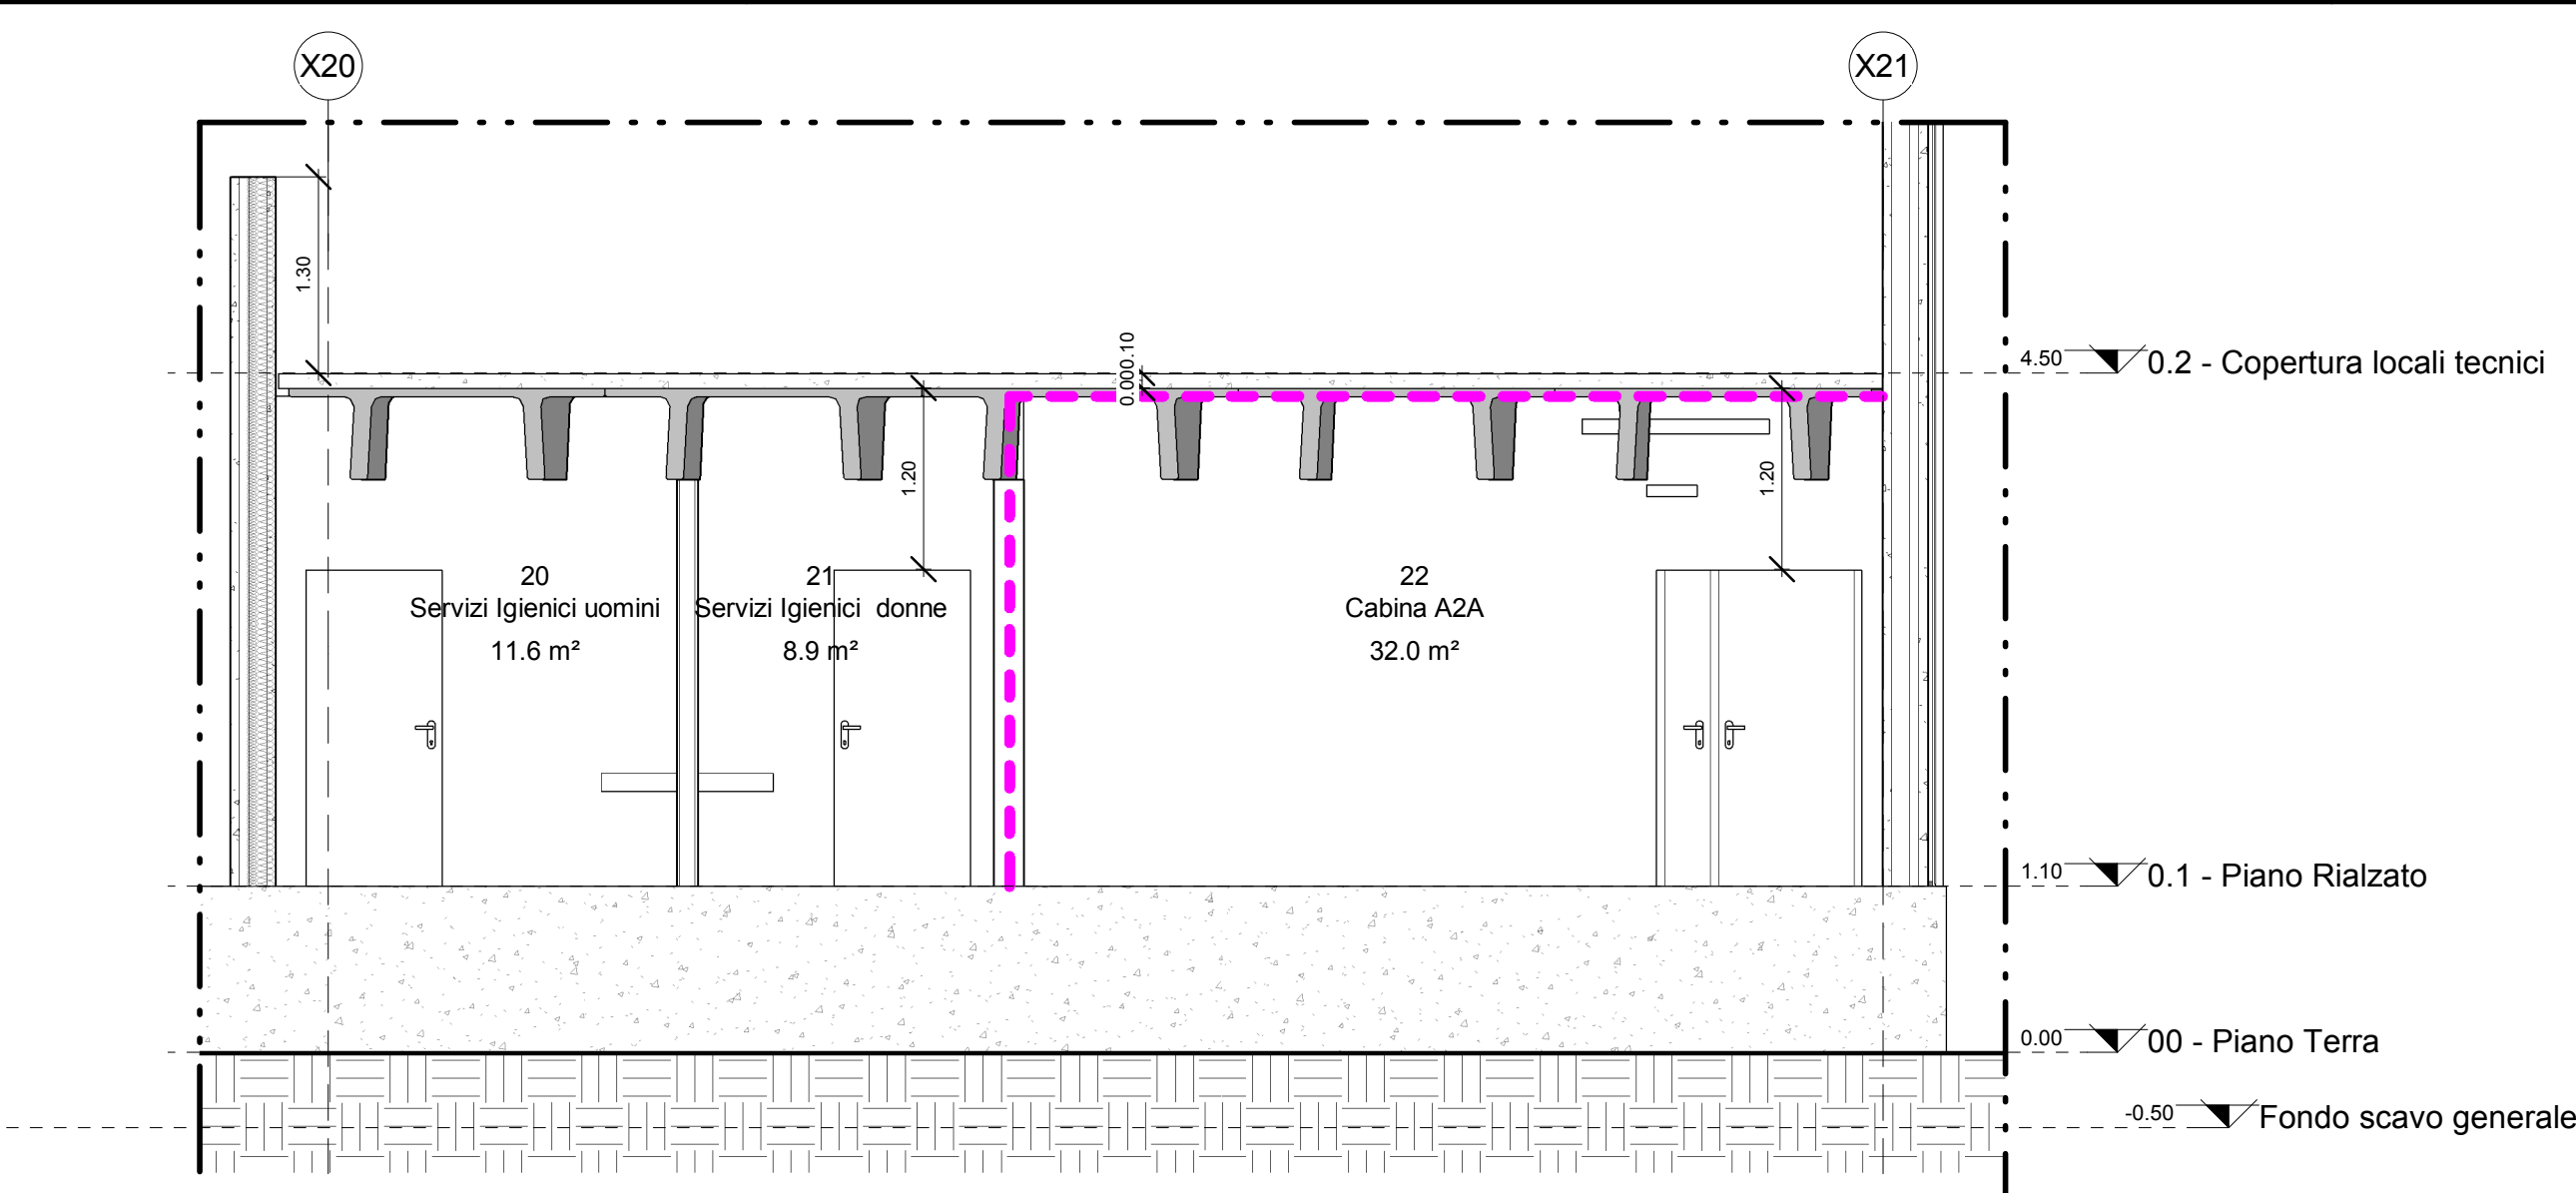 X20
X21
1.30
0.000.10
4.50
0.2 - Copertura locali tecnici
1.20
1.20
20
Servizi Igienici uomini
11.6 m²
21
Servizi Igienici donne
8.9 m²
22
Cabina A2A
32.0 m²
1.10
0.1 - Piano Rialzato
0.00
00 - Piano Terra
-0.50
Fondo scavo generale